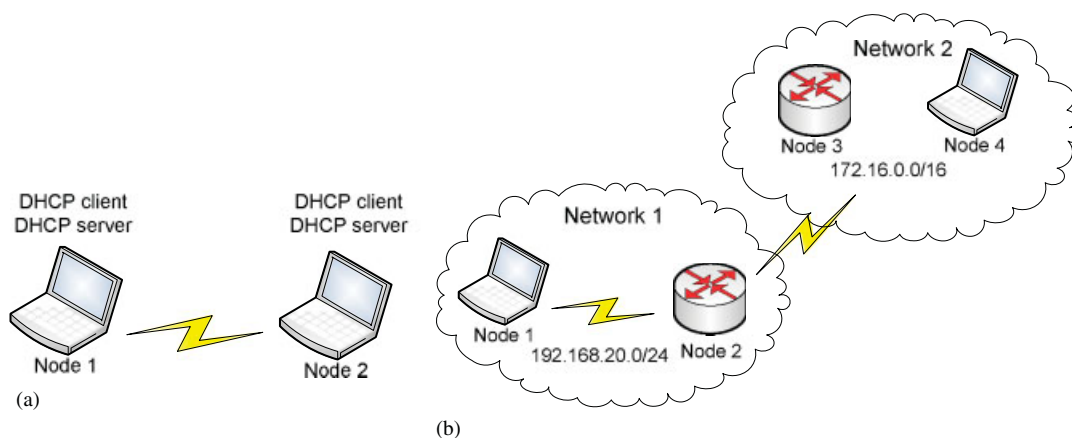 DHCP client
DHCP server
Node 1
DHCP client
DHCP server
Node 2
(a)
Network 1
Node 1
Node 2
192.168.20.0/24
Network 2
Node 3
Node 4
172.16.0.0/16
(b)